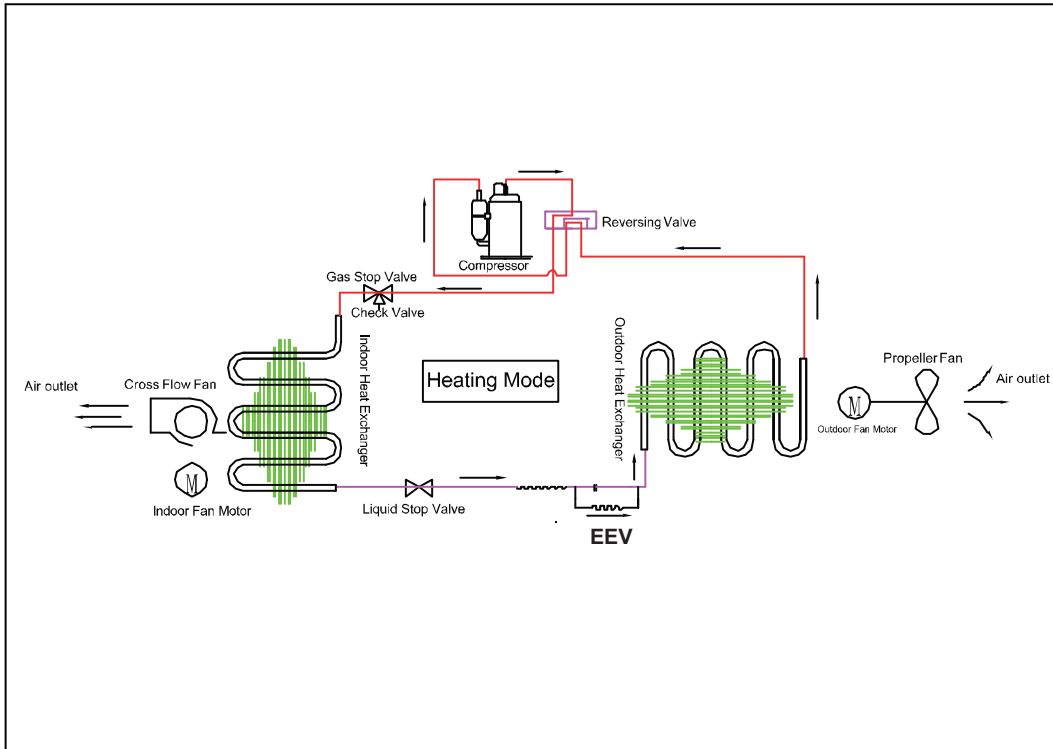 Reversing Valve
Compressor
Gas Stop Valve
Check Valve
Indoor Heat Exchanger
Outdoor Heat Exchanger
Heating Mode
Propeller Fan
Air outlet
Cross Flow Fan
Air outlet
M
Outdoor Fan Motor
M
Indoor Fan Motor
Liquid Stop Valve
EEV